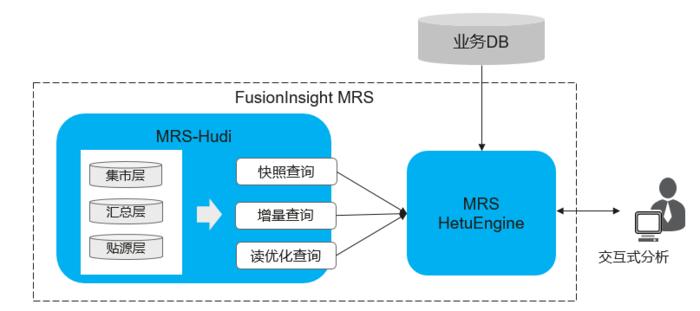 业务DB
FusionInsight MRS
MRS-Hudi
集市层
汇总层
贴源层
快照查询
增量查询
读优化查询
MRS
HetuEngine
交互式分析